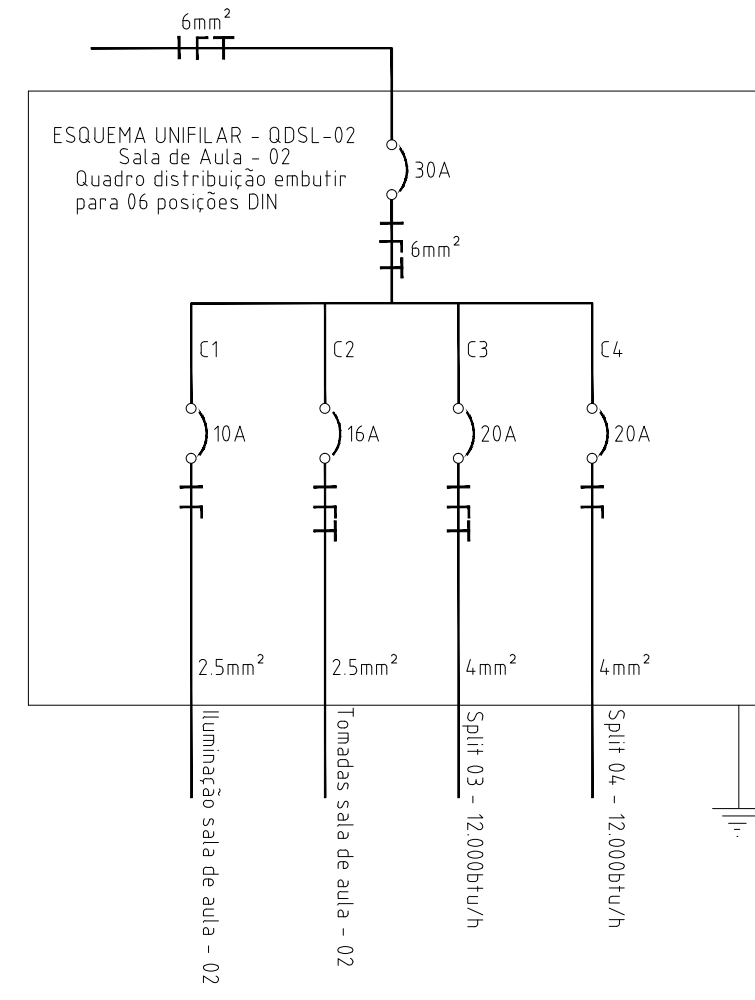 6mm²
ESQUEMA UNIFILAR - QDSL-02
Sala de Aula - 02
Quadro distribuição embutir
para 06 posições DIN
30A
6mm²
C1
C2
C3
C4
10A
16A
20A
20A
2.5mm²
2.5mm²
4mm²
4mm²
Iluminação sala de aula - 02
Tomadas sala de aula - 02
Split 03 - 12.000btu/h
Split 04 - 12.000btu/h